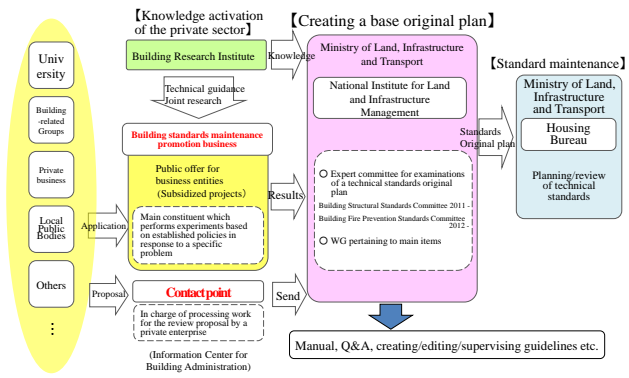 【Knowledge activation
of the private sector】
【Creating a base original plan】
【Standard maintenance】
Univ
ersity
Building
-related
Groups
Private
business
Local
Public
Bodies
Others
⋮
Building Research Institute
Knowledge
Technical guidance
Joint research
Building standards maintenance
promotion business
Public offer for
business entities
(Subsidized projects)
Main constituent which
performs experiments based
on established policies in
response to a specific
problem
Application
Results
Proposal
Contact point
Send
In charge of processing work
for the review proposal by a
private enterprise
(Information Center for
Building Administration)
Ministry of Land, Infrastructure
and Transport
National Institute for Land
and Infrastructure
Management
○ Expert committee for examinations
of a technical standards original
plan
Building Structural Standards Committee 2011 -
Building Fire Prevention Standards Committee
2012 -
○ WG pertaining to main items
Standards
Original plan
Ministry of Land,
Infrastructure
and Transport
Housing
Bureau
Planning/review
of technical
standards
Manual, Q&A, creating/editing/supervising guidelines etc.